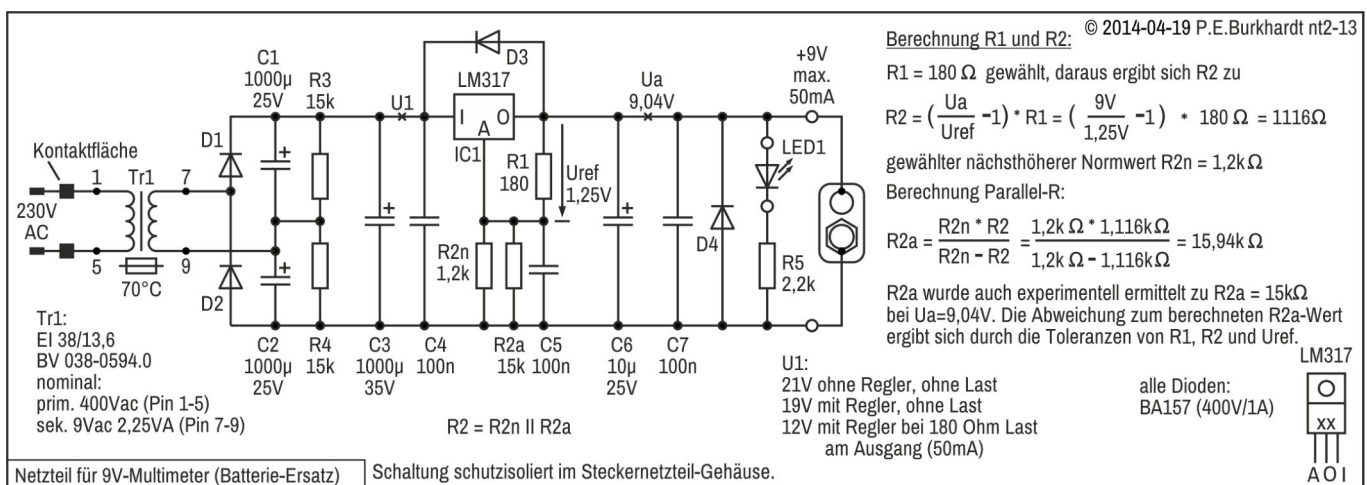 © 2014-04-19 P.E.Burkhardt nt2-13
Berechnung R1 und R2:
R1 = 180 Ω gewählt, daraus ergibt sich R2 zu
R2 = ( Ua / Uref -1) * R1 = ( 9V / 1,25V -1) * 180 Ω = 1116Ω
gewählter nächsthöherer Normwert R2n = 1,2k Ω
Berechnung Parallel-R:
R2a = R2n * R2 / R2n - R2 = 1,2k Ω * 1,116kΩ / 1,2k Ω - 1,116kΩ = 15,94k Ω
R2a wurde auch experimentell ermittelt zu R2a = 15kΩ
bei Ua=9,04V. Die Abweichung zum berechneten R2a-Wert
ergibt sich durch die Toleranzen von R1, R2 und Uref.
C1
1000µ
25V
R3
15k
U1
D3
LM317
I
A
O
IC1
Ua
9,04V
+9V
max.
50mA
D1
Kontaktfläche
1
Tr1
7
230V
AC
5
9
70°C
D2
R1
180
Uref
1,25V
LED1
R2n
1,2k
D4
R5
2,2k
Tr1:
EI 38/13,6
BV 038-0594.0
nominal:
prim. 400Vac (Pin 1-5)
sek. 9Vac 2,25VA (Pin 7-9)
C2
1000µ
25V
R4
15k
C3
1000µ
35V
C4
100n
R2a
15k
C5
100n
C6
10µ
25V
C7
100n
R2 = R2n II R2a
U1:
21V ohne Regler, ohne Last
19V mit Regler, ohne Last
12V mit Regler bei 180 Ohm Last
am Ausgang (50mA)
alle Dioden:
BA157 (400V/1A)
LM317
XX
A O I
Netzteil für 9V-Multimeter (Batterie-Ersatz)
Schaltung schutzisoliert im Steckernetzteil-Gehäuse.